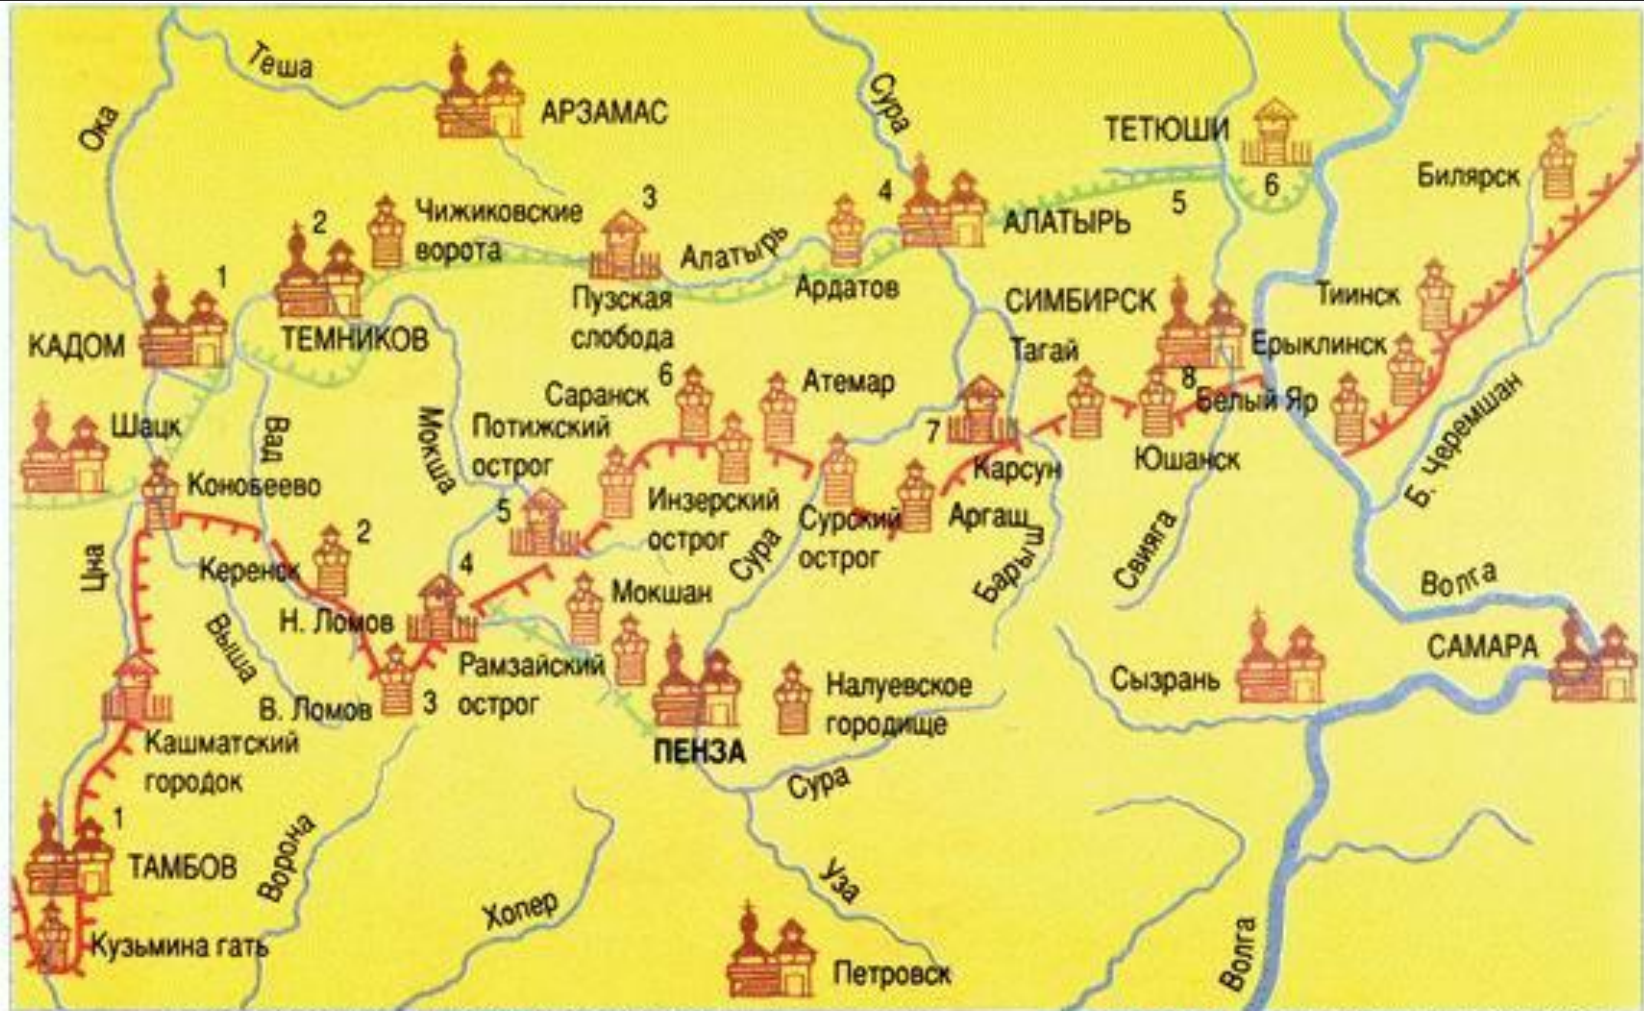 Теша
Ока
АРЗАМАС
Сура
ТЕТЮШИ
6
5
Билярск
2
Чижиковские
ворота
3
Алатырь
4
АЛАТЫРЬ
Ардатов
Пузская
слобода
1
КАДОМ
ТЕМНИКОВ
СИМБИРСК
Тиинск
Тагай
Ерыклинск
8
Белый Яр
Юшанск
Саранск
6
Атемар
Шацк
Вад
Мокша
Потижский
острог
7
Карсун
Б. Черемшан
Конобеево
5
Инзерский
острог
Сура
Сурский
острог
Аргаш
Барыш
Свияга
Цна
Керенск
2
4
Мокшан
Волга
Н. Ломов
Выша
В. Ломов
3
Рамзайский
острог
ПЕНЗА
Налуевское
городище
Сызрань
САМАРА
Кашматский
городок
Сура
1
ТАМБОВ
Ворона
Хопер
Уза
Кузьмина гать
Петровск
Волга